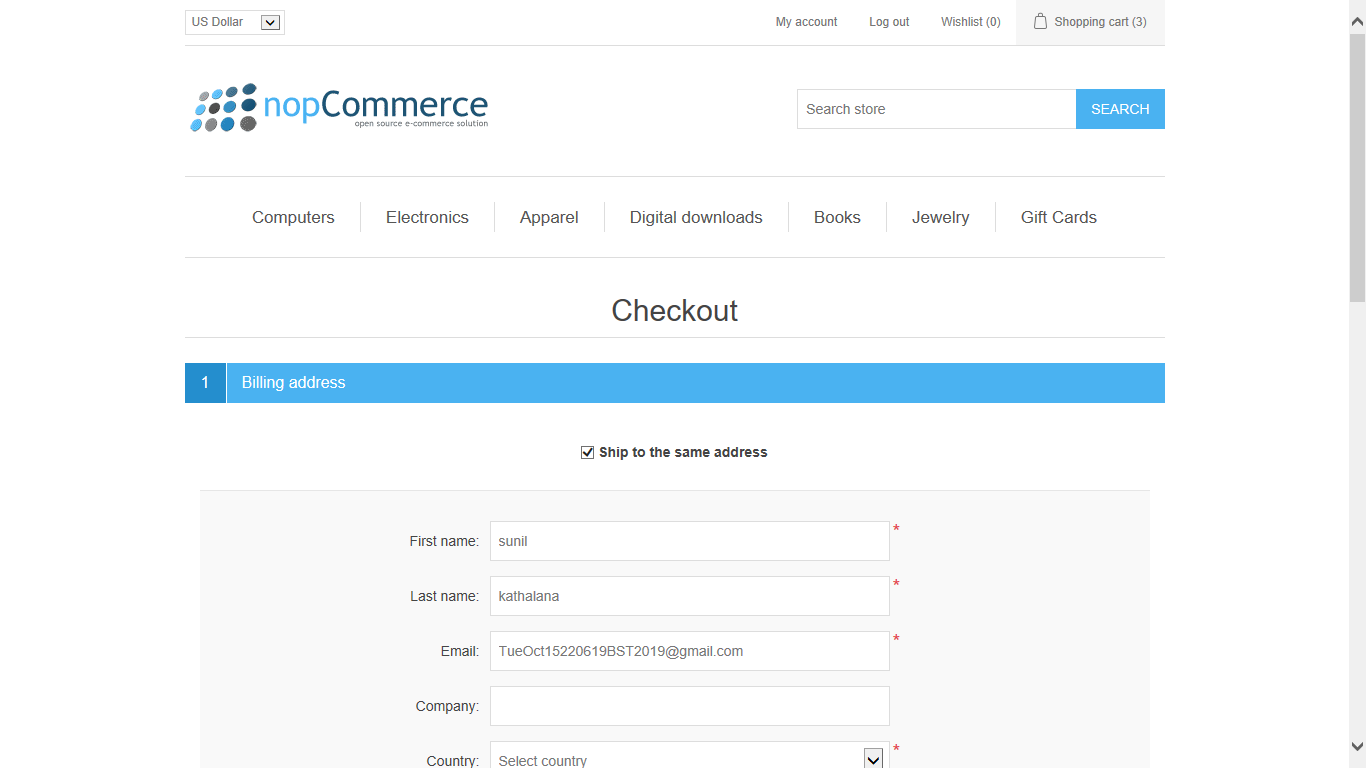 US Dollar
My account Log out Wishlist (0) Shopping cart (3)
nopCommerce
open source e-commerce solution
Search store SEARCH
Computers Electronics Apparel Digital downloads Books Jewelry Gift Cards
Checkout
1 Billing address
Ship to the same address
First name: sunil *
Last name: kathalana *
Email: TueOct15220619BST2019@gmail.com *
Company:
Country: Select country *